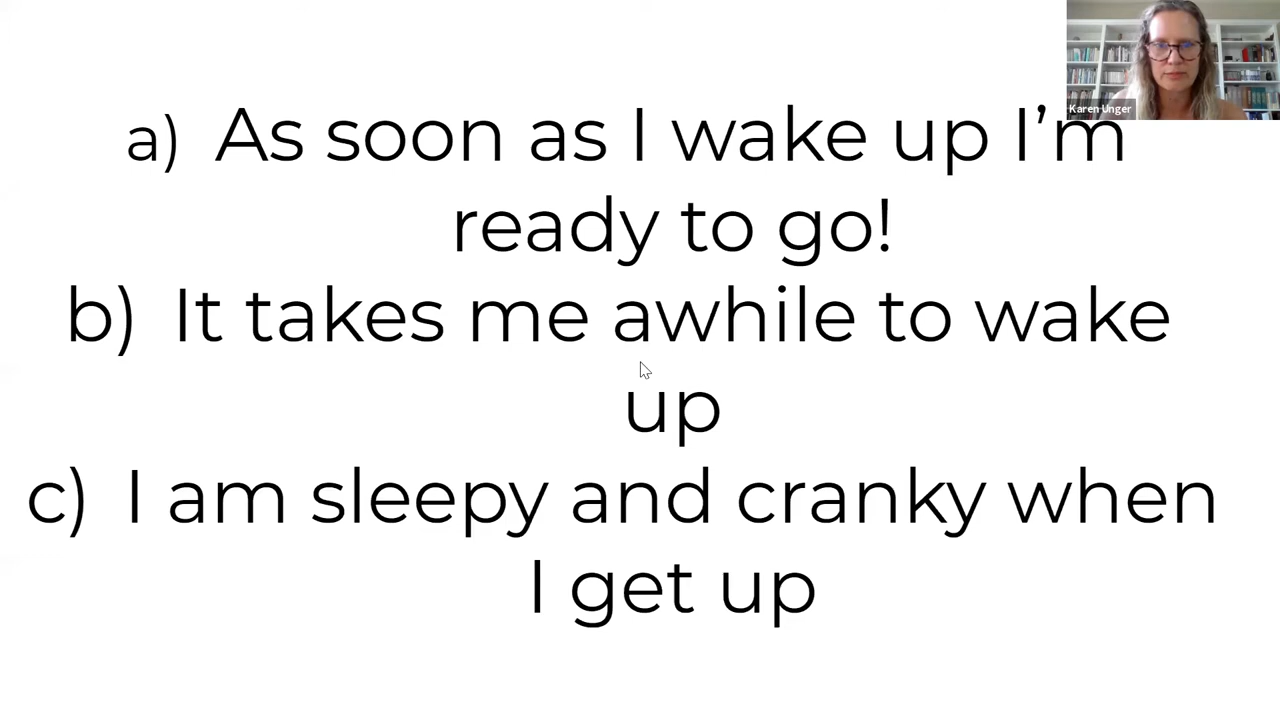 Karen Unger
a) As soon as I wake up I’m
ready to go!
b) It takes me awhile to wake
up
c) I am sleepy and cranky when
I get up